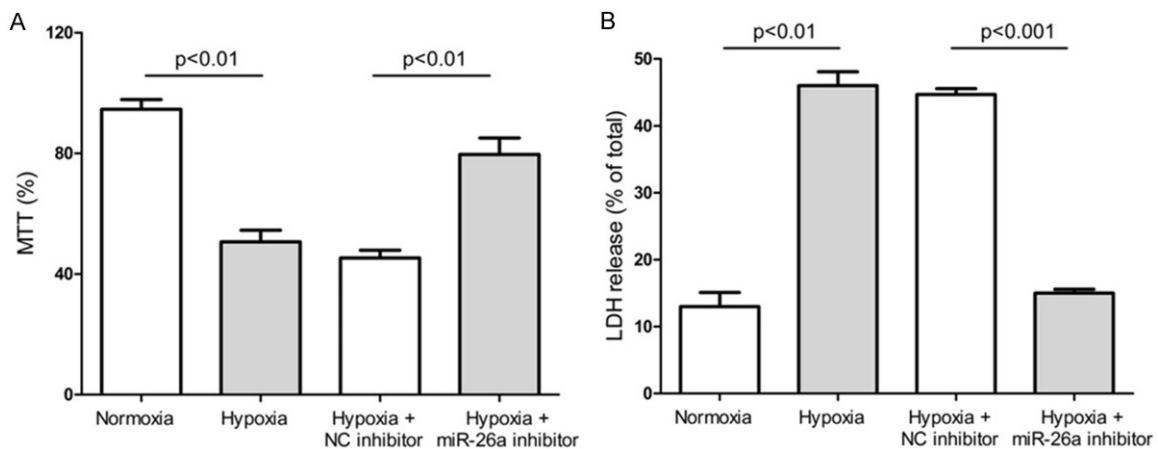 A
120
80
40
0
MTT (%)
p<0.01
p<0.01
Normoxia
Hypoxia
Hypoxia +
NC inhibitor
Hypoxia +
miR-26a inhibitor
B
50
40
30
20
10
0
LDH release (% of total)
p<0.01
p<0.001
Normoxia
Hypoxia
Hypoxia +
NC inhibitor
Hypoxia +
miR-26a inhibitor